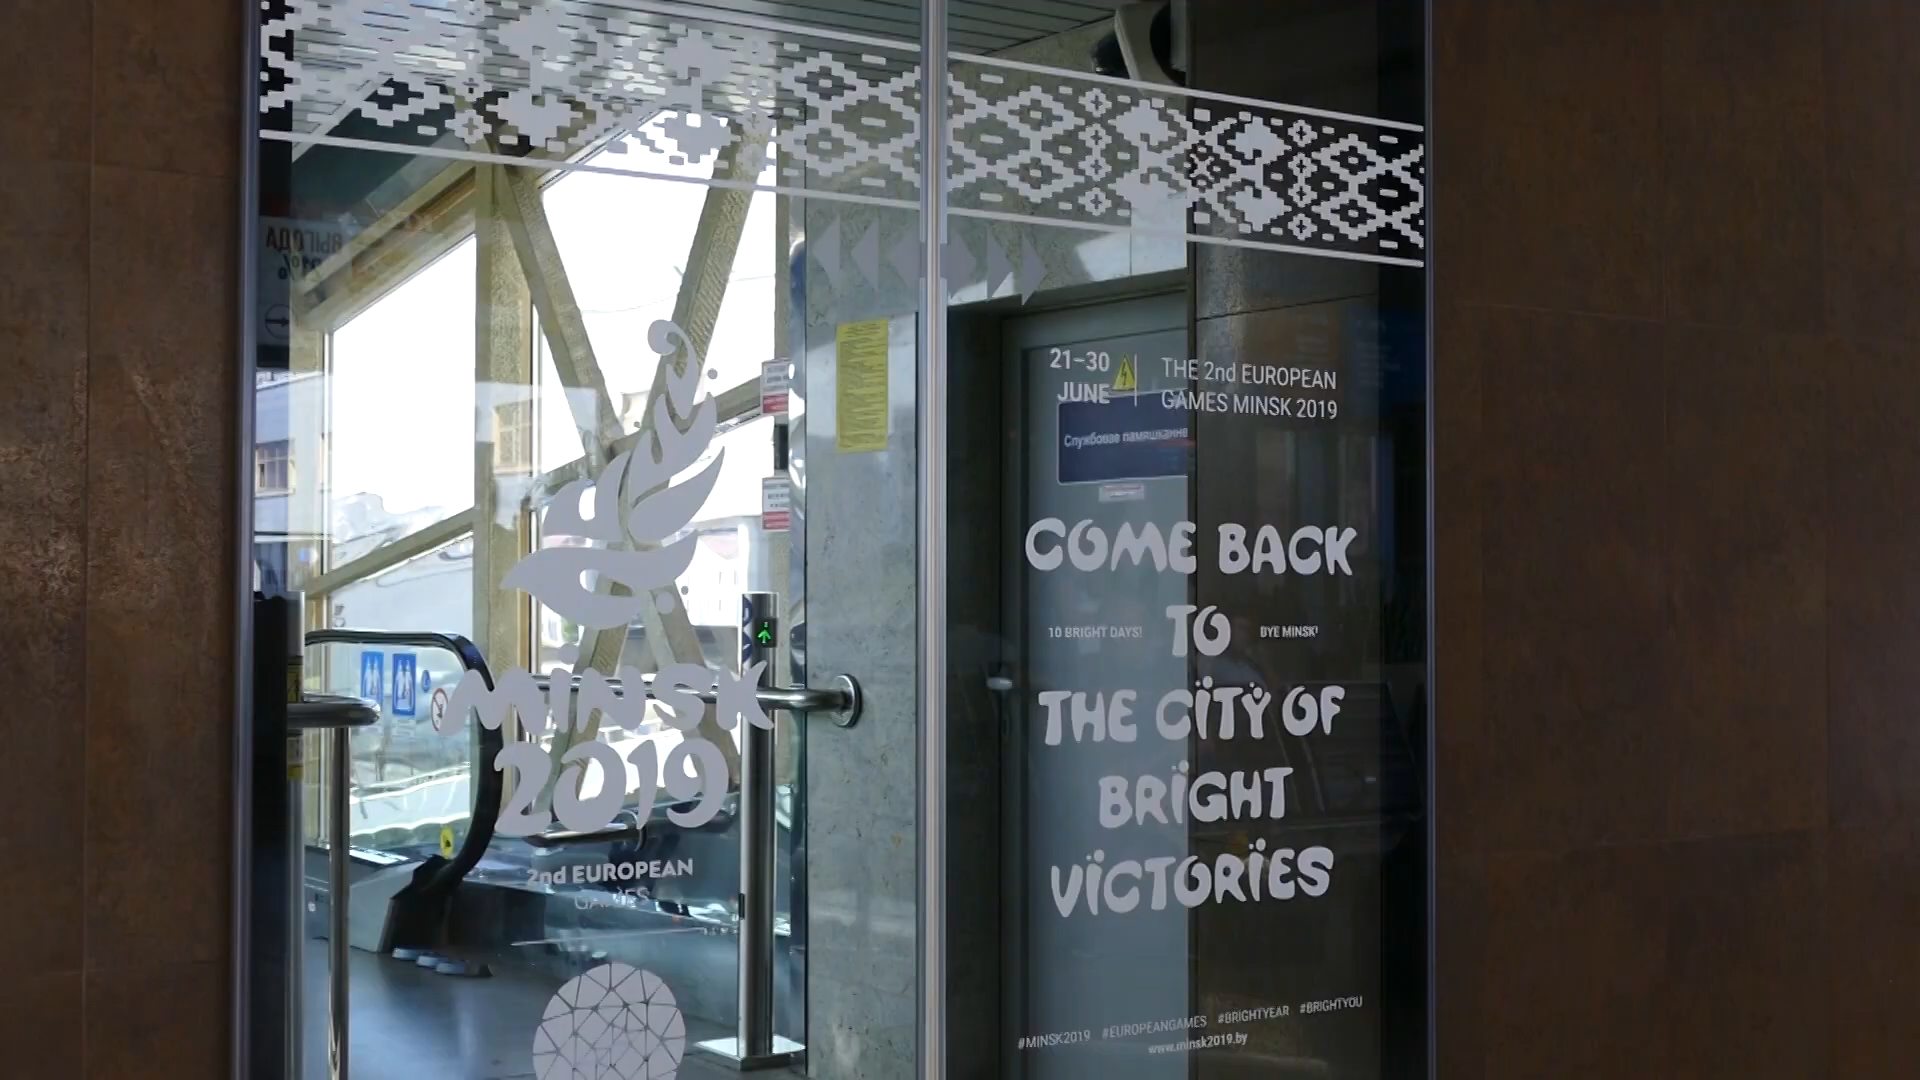 MINSK
2019
2nd EUROPEAN
GAMES
21–30
JUNE
THE 2nd EUROPEAN
GAMES MINSK 2019
Службовае памяшканне
COME BACK
TO
10 BRIGHT DAYS!
BYE MINSK!
THE CITY OF
BRIGHT
VICTORIES
#MINSK2019 #EUROPEANGAMES #BRIGHTYEAR #BRIGHTYOU
www.minsk2019.by